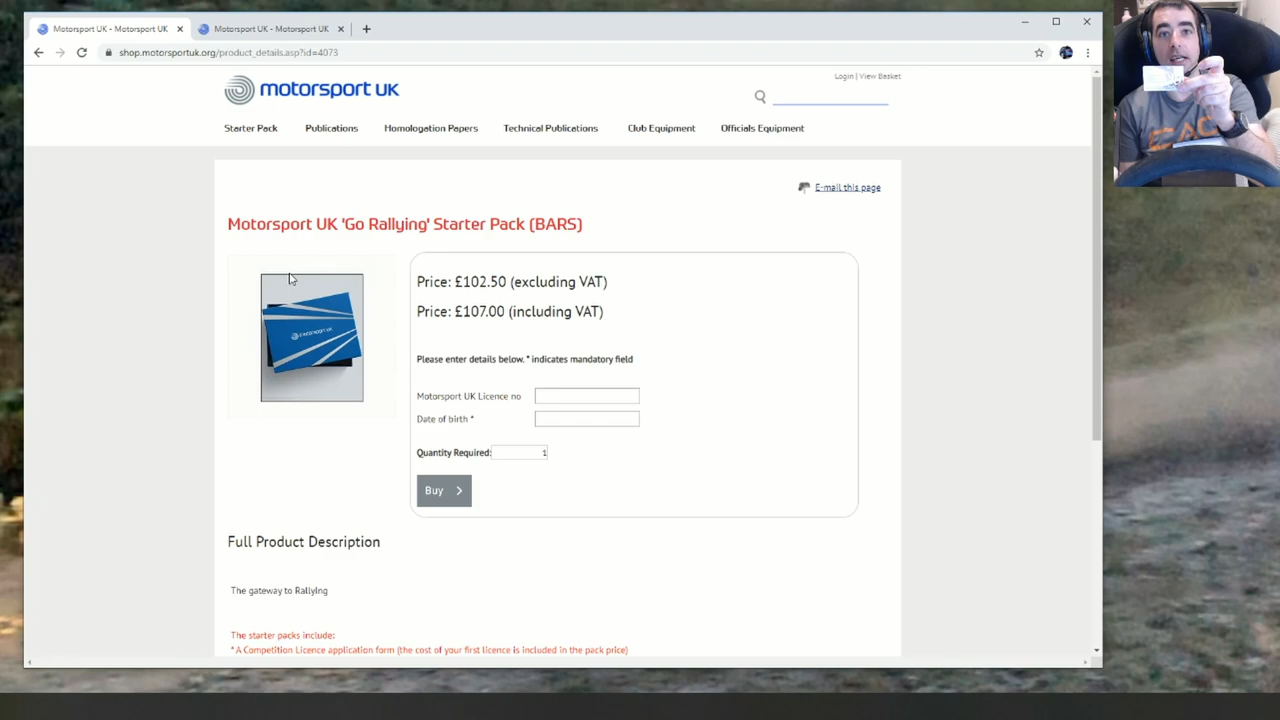 Motorsport UK - Motorsport UK
Motorsport UK - Motorsport UK
shop.motorsportuk.org/product_details.asp?id=4073
Login | View Basket
motorsport UK
Starter Pack Publications Homologation Papers Technical Publications Club Equipment Officials Equipment
E-mail this page
Motorsport UK 'Go Rallying' Starter Pack (BARS)
Price: £102.50 (excluding VAT)
Price: £107.00 (including VAT)
motorsport UK
Please enter details below. * indicates mandatory field
Motorsport UK Licence no
Date of birth *
Quantity Required: 1
Buy >
Full Product Description
The gateway to Rallying
The starter packs include:
* A Competition Licence application form (the cost of your first licence is included in the pack price)